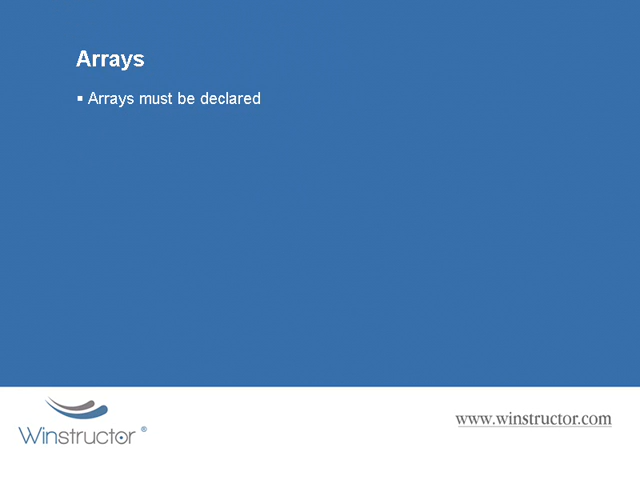 Arrays
▪ Arrays must be declared
Winstructor ®
www.winstructor.com